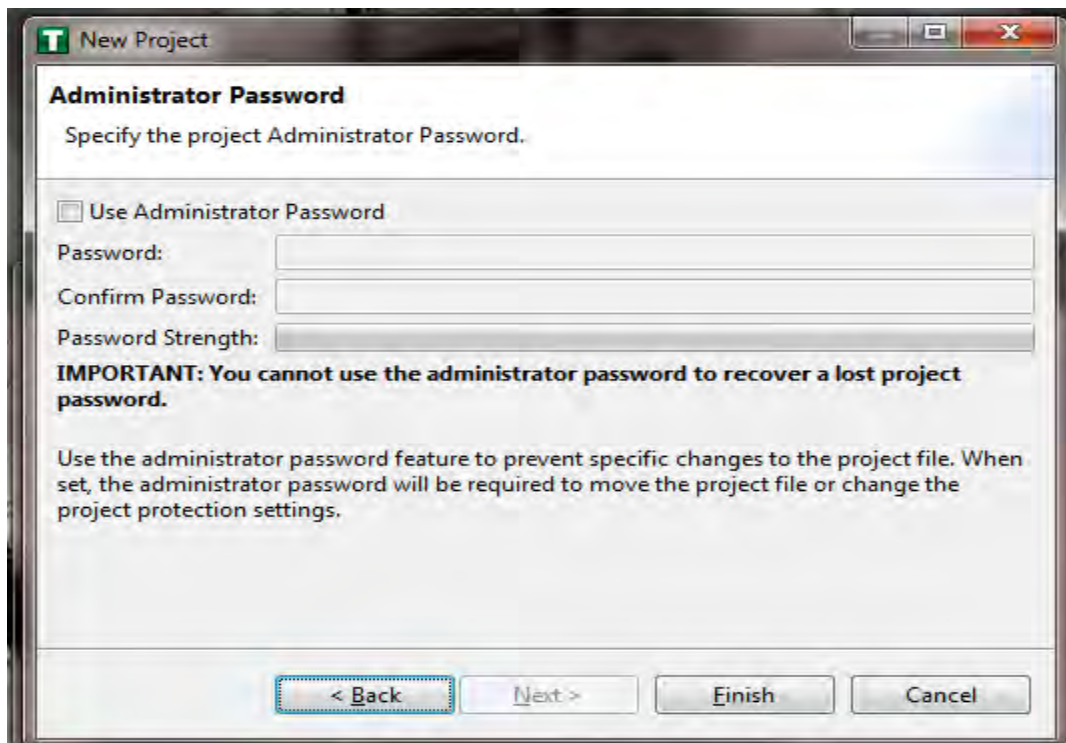 T New Project
Administrator Password
Specify the project Administrator Password.
Use Administrator Password
Password:
Confirm Password:
Password Strength:
IMPORTANT: You cannot use the administrator password to recover a lost project
password.
Use the administrator password feature to prevent specific changes to the project file. When
set, the administrator password will be required to move the project file or change the
project protection settings.
< Back Next > Finish Cancel